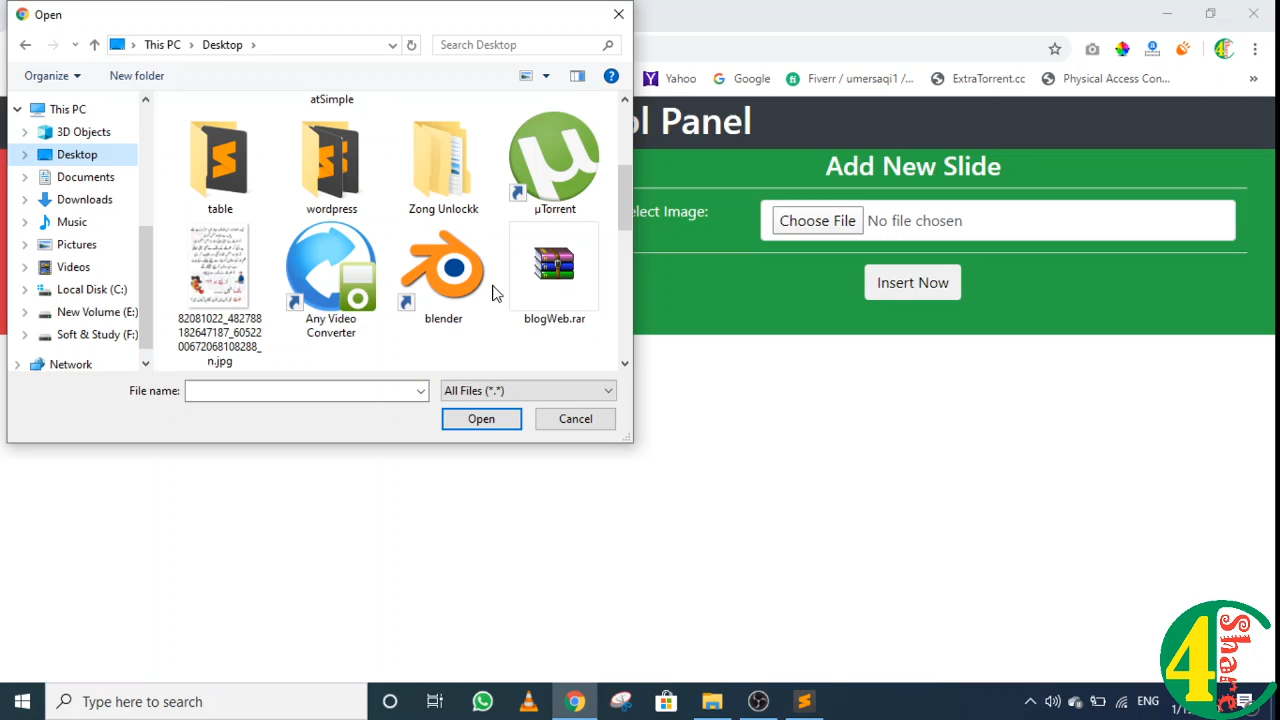 Open
This PC
Desktop
Search Desktop
Organize
New folder
Yahoo
Google
Fiverr / umersaqi1 /...
ExtraTorrent.cc
Physical Access Con...
»
This PC
3D Objects
Desktop
Documents
Downloads
Music
Pictures
Videos
Local Disk (C:)
New Volume (E:)
Soft & Study (F:)
Network
atSimple
table
wordpress
Zong Unlockk
µTorrent
82081022_482788
182647187_60522
00672068108288_
n.jpg
Any Video
Converter
blender
blogWeb.rar
File name:
All Files (*.*)
Open
Cancel
ol Panel
Add New Slide
elect Image:
Choose File
No file chosen
Insert Now
Type here to search
ENG
4
Share